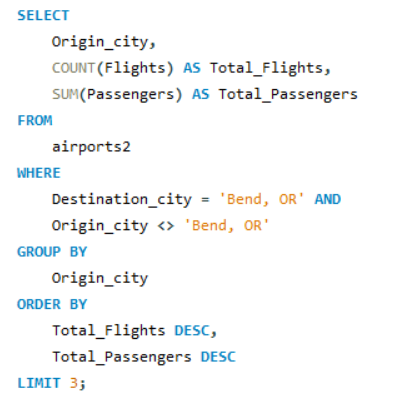 SELECT
Origin_city,
COUNT(Flights) AS Total_Flights,
SUM(Passengers) AS Total_Passengers
FROM
airports2
WHERE
Destination_city = 'Bend, OR' AND
Origin_city <> 'Bend, OR'
GROUP BY
Origin_city
ORDER BY
Total_Flights DESC,
Total_Passengers DESC
LIMIT 3;